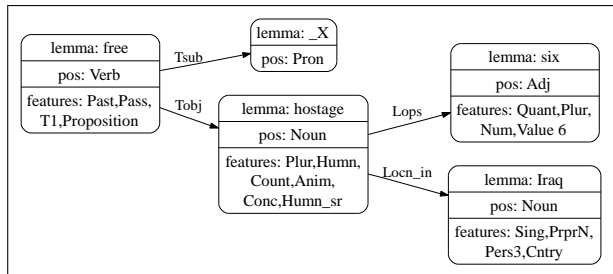 lemma: free
pos: Verb
features: Past,Pass,
T1,Proposition
Tsub
lemma: _X
pos: Pron
Tobj
lemma: hostage
pos: Noun
features: Plur,Humn,
Count,Anim,
Conc,Humn_sr
Lops
lemma: six
pos: Adj
features: Quant,Plur,
Num,Value 6
Locn_in
lemma: Iraq
pos: Noun
features: Sing,PrprN,
Pers3,Cntry